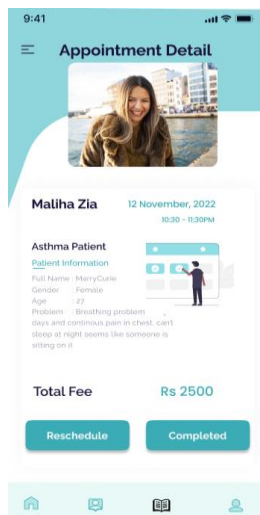 9:41
Appointment Detail
Maliha Zia
12 November, 2022
10:30 - 11:30PM
Asthma Patient
Patient Information
Full Name : MarryCurie
Gender : Female
Age : 27
Problem : Breathing problem ,
days and continous pain in chest, can't
sleep at night seems like someone is
sitting on it
Total Fee
Rs 2500
Reschedule
Completed